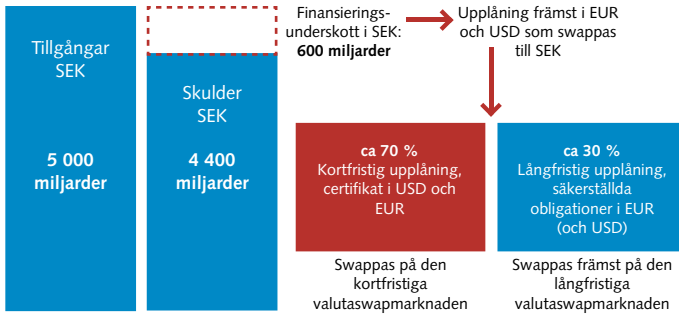 Tillgångar
SEK
5 000
miljarder
Skulder
SEK
4 400
miljarder
Finansierings-
underskott i SEK:
600 miljarder
Upplåning främst i EUR
och USD som swappas
till SEK
ca 70 %
Kortfristig upplåning,
certifikat i USD och
EUR
Swappas på den
kortfristiga
valutaswapmarknaden
ca 30 %
Långfristig upplåning,
säkerställda
obligationer i EUR
(och USD)
Swappas främst på den
långfristiga
valutaswapmarknaden